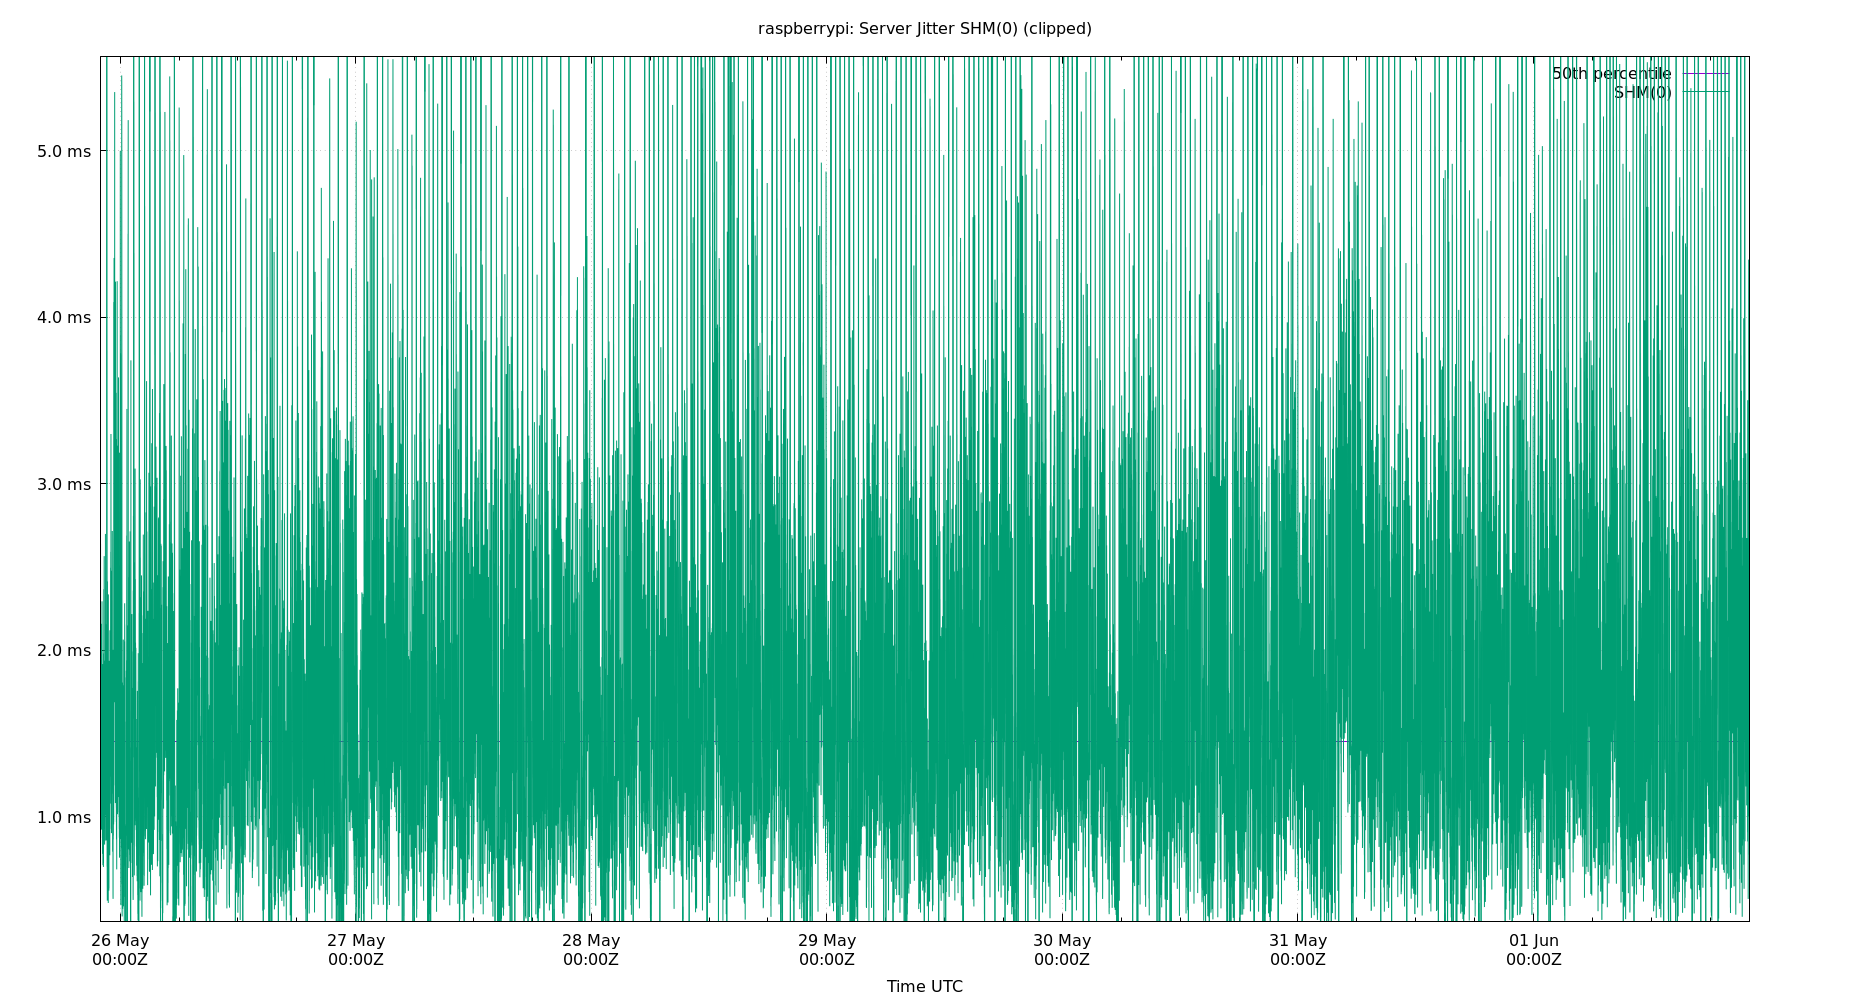 raspberrypi: Server Jitter SHM(0) (clipped)
50th percentile
SHM(0)
5.0 ms
4.0 ms
3.0 ms
2.0 ms
1.0 ms
26 May 27 May 28 May 29 May 30 May 31 May 01 Jun
00:00Z 00:00Z 00:00Z 00:00Z 00:00Z 00:00Z 00:00Z
Time UTC